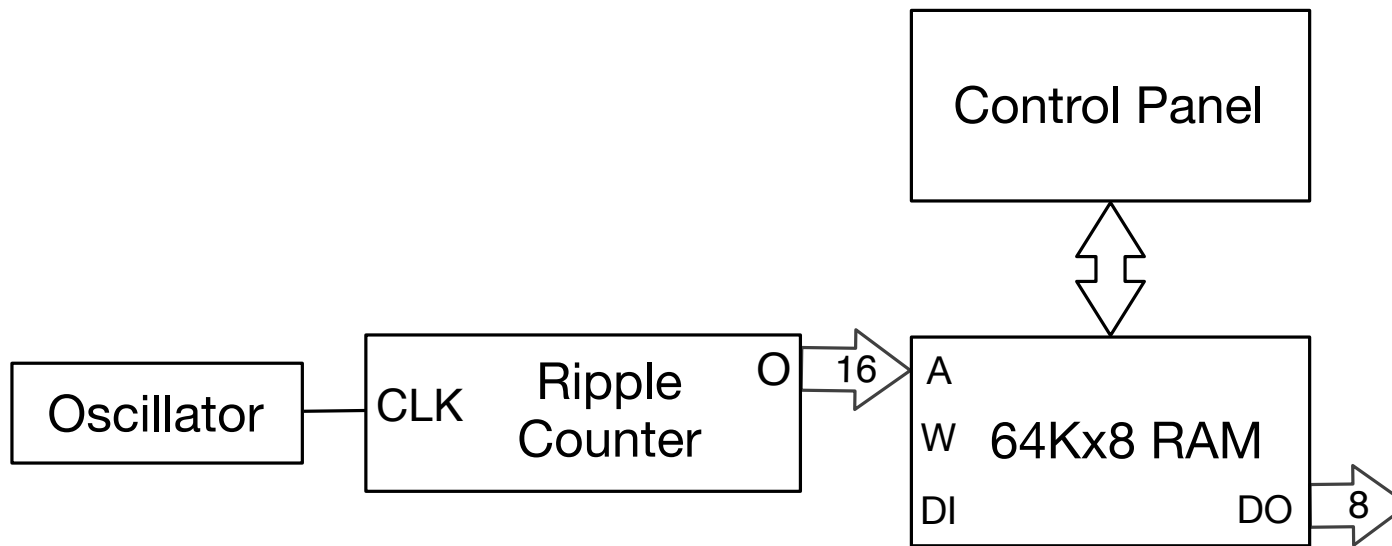 Control Panel
Oscillator
CLK
Ripple
Counter
O
16
A
W
DI
64Kx8 RAM
DO
8